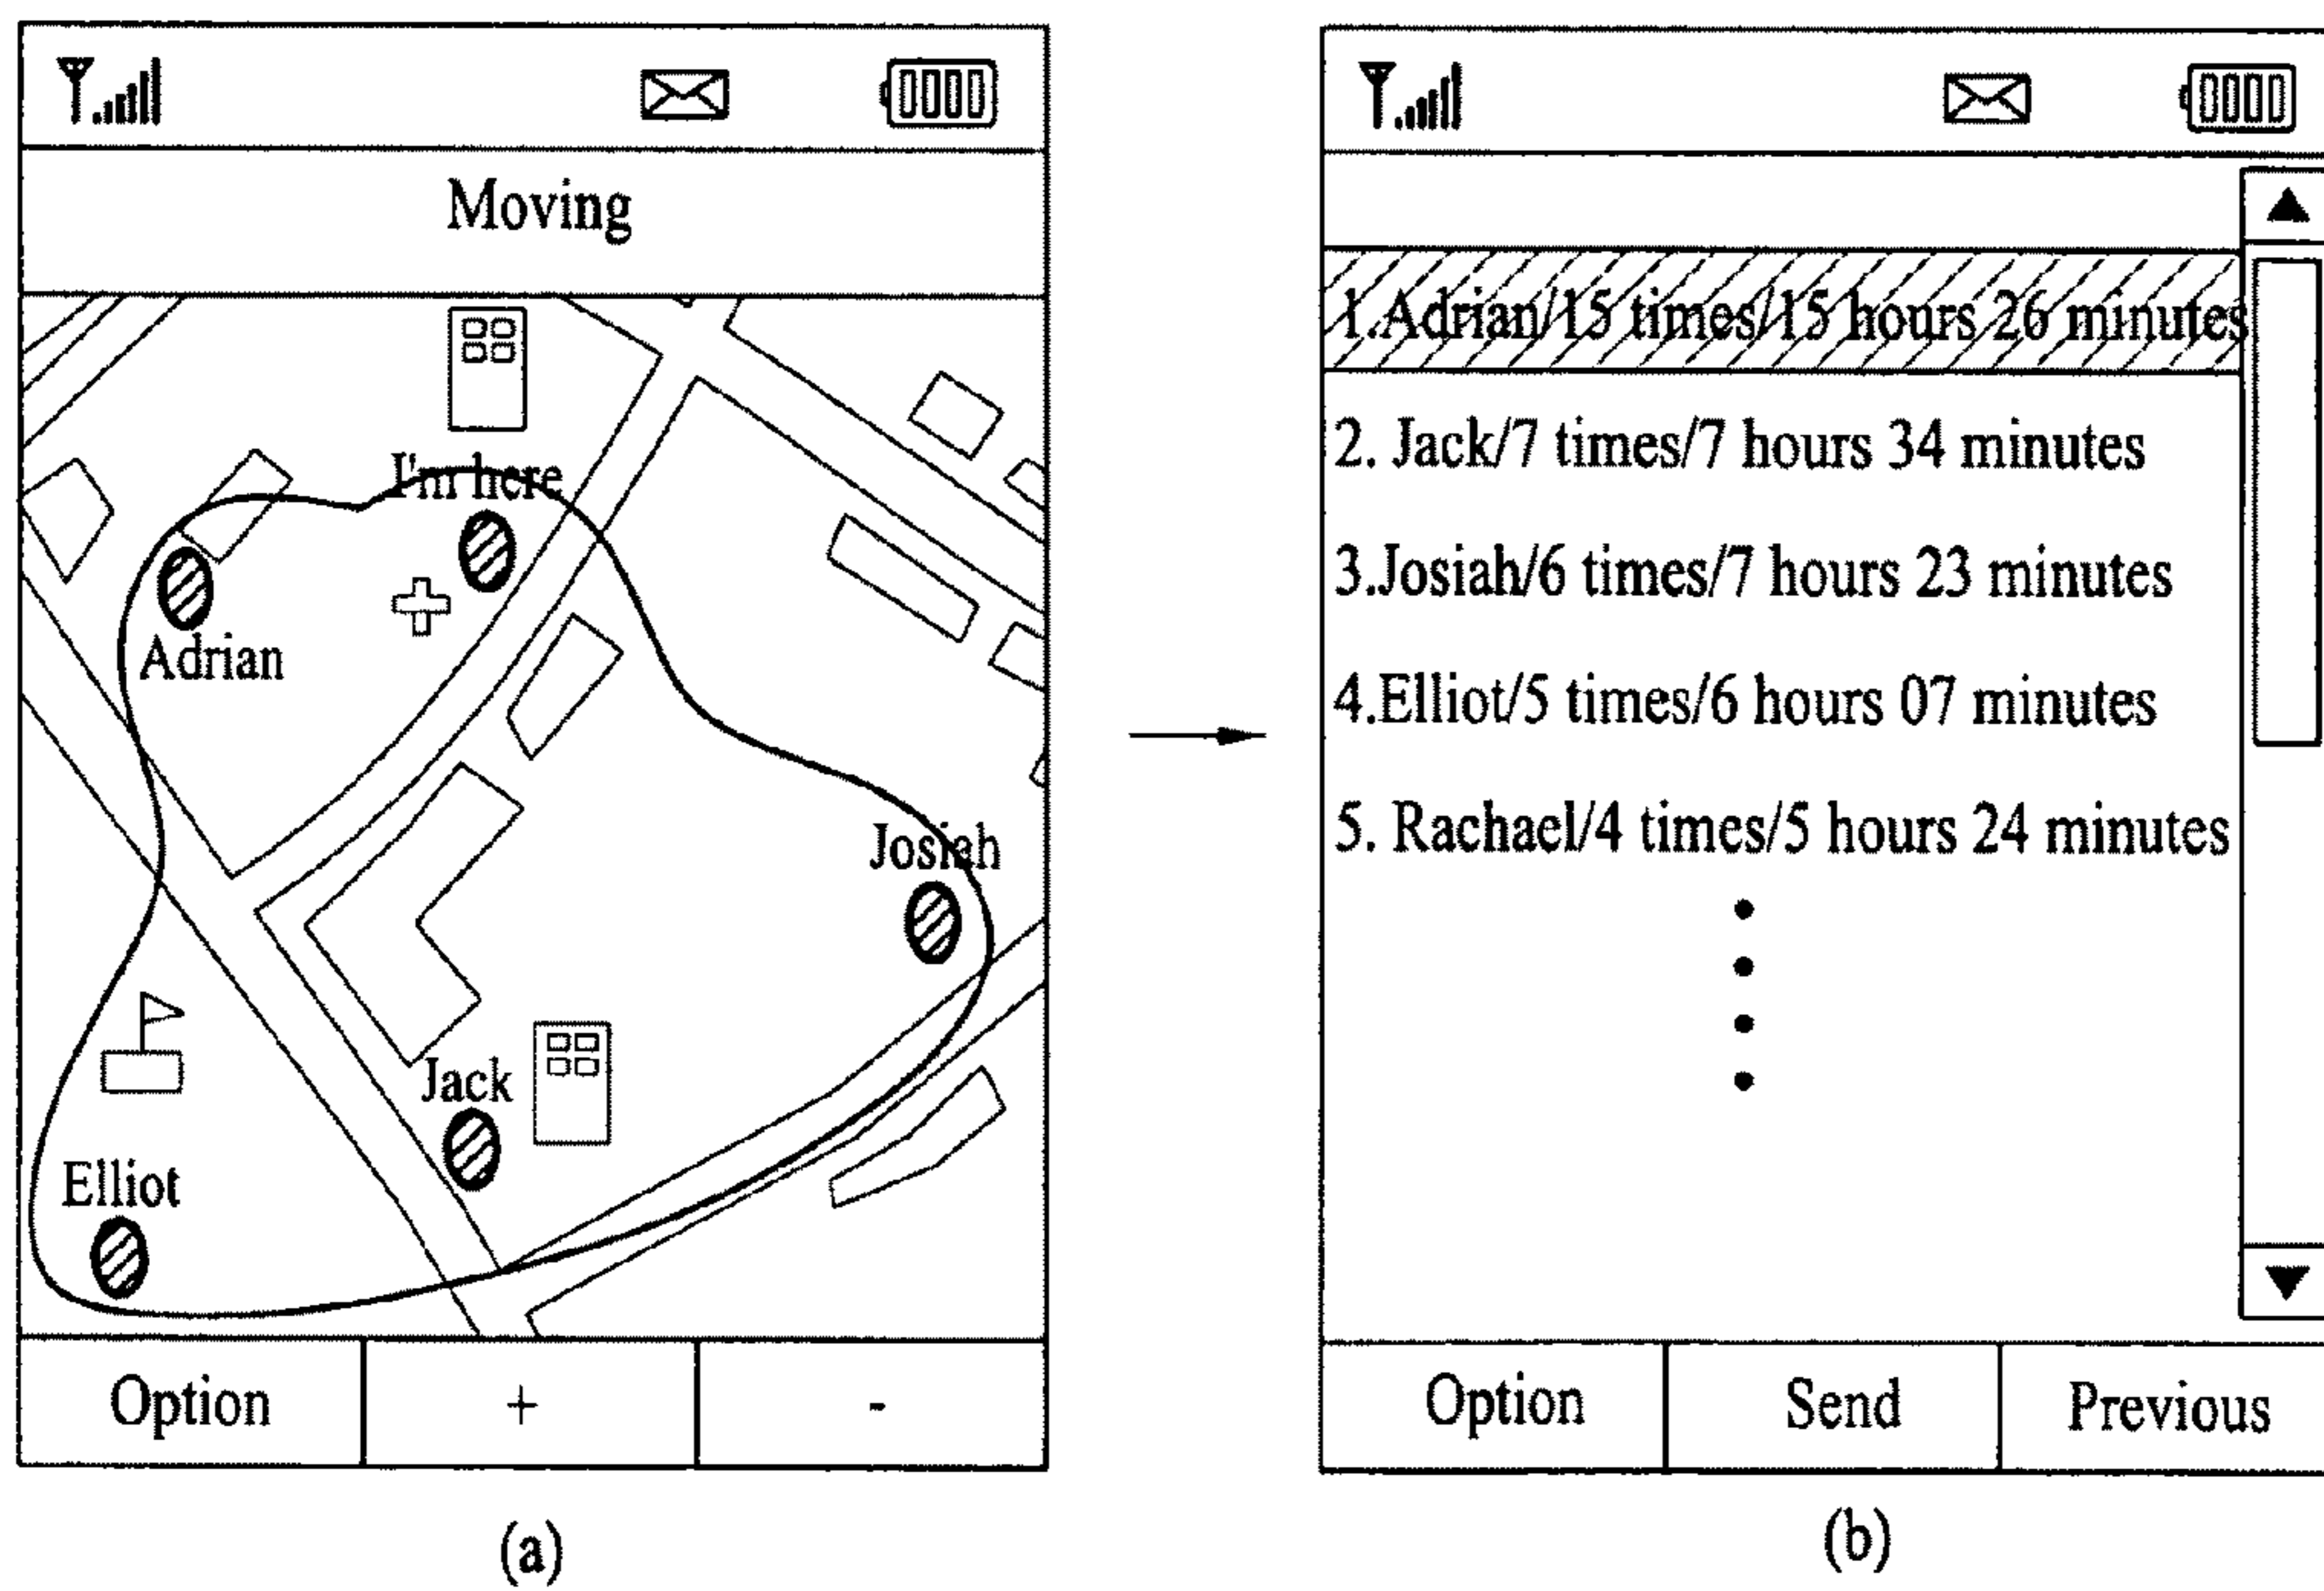 Moving
I'm here
Adrian
Josiah
Jack
Elliot
Option + -
(a)
1.Adrian/15 times/15 hours 26 minutes
2. Jack/7 times/7 hours 34 minutes
3.Josiah/6 times/7 hours 23 minutes
4.Elliot/5 times/6 hours 07 minutes
5. Rachael/4 times/5 hours 24 minutes
Option Send Previous
(b)